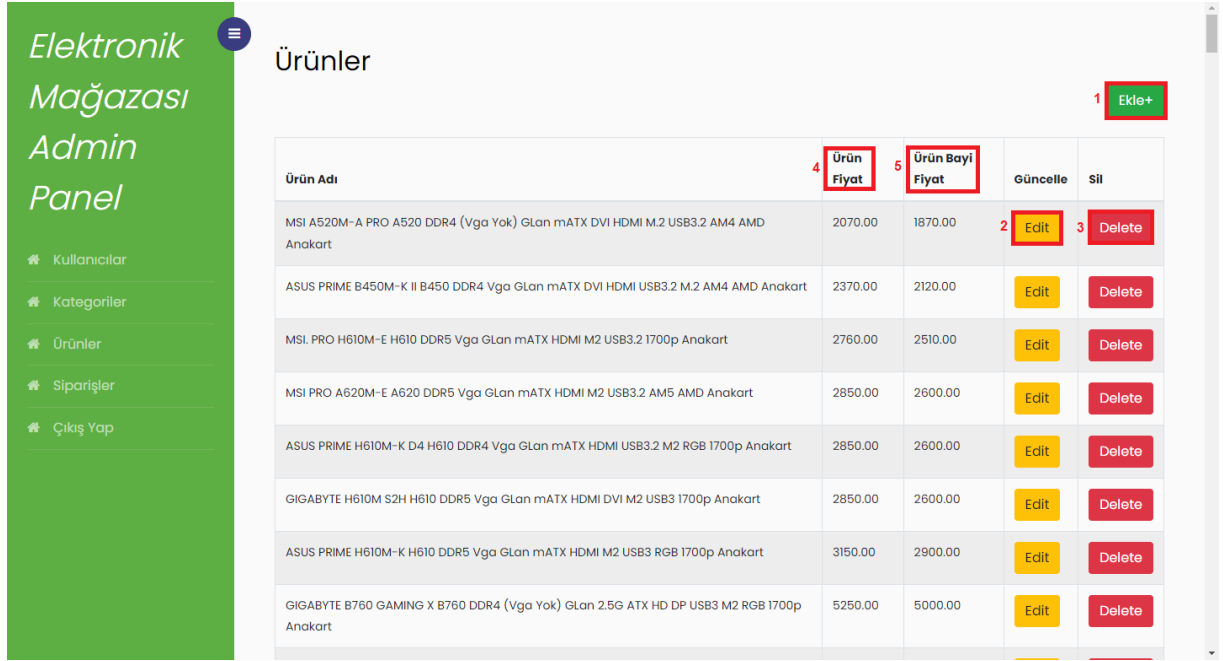 Elektronik
Mağazası
Admin
Panel
Kullanıcılar
Kategoriler
Ürünler
Siparişler
Çıkış Yap
Ürünler
1 Ekle+
Ürün Adı 4 Ürün Fiyat 5 Ürün Bayi Fiyat Güncelle Sil
MSI A520M-A PRO A520 DDR4 (Vga Yok) GLan mATX DVI HDMI M.2 USB3.2 AM4 AMD 2070.00 1870.00 2 Edit 3 Delete
Anakart
ASUS PRIME B450M-K II B450 DDR4 Vga GLan mATX DVI HDMI USB3.2 M.2 AM4 AMD Anakart 2370.00 2120.00 Edit Delete
MSI. PRO H610M-E H610 DDR5 Vga GLan mATX HDMI M2 USB3.2 1700p Anakart 2760.00 2510.00 Edit Delete
MSI PRO A620M-E A620 DDR5 Vga GLan mATX HDMI M2 USB3.2 AM5 AMD Anakart 2850.00 2600.00 Edit Delete
ASUS PRIME H610M-K D4 H610 DDR4 Vga GLan mATX HDMI USB3.2 M2 RGB 1700p Anakart 2850.00 2600.00 Edit Delete
GIGABYTE H610M S2H H610 DDR5 Vga GLan mATX HDMI DVI M2 USB3 1700p Anakart 2850.00 2600.00 Edit Delete
ASUS PRIME H610M-K H610 DDR5 Vga GLan mATX HDMI M2 USB3 RGB 1700p Anakart 3150.00 2900.00 Edit Delete
GIGABYTE B760 GAMING X B760 DDR4 (Vga Yok) GLan 2.5G ATX HD DP USB3 M2 RGB 1700p 5250.00 5000.00 Edit Delete
Anakart